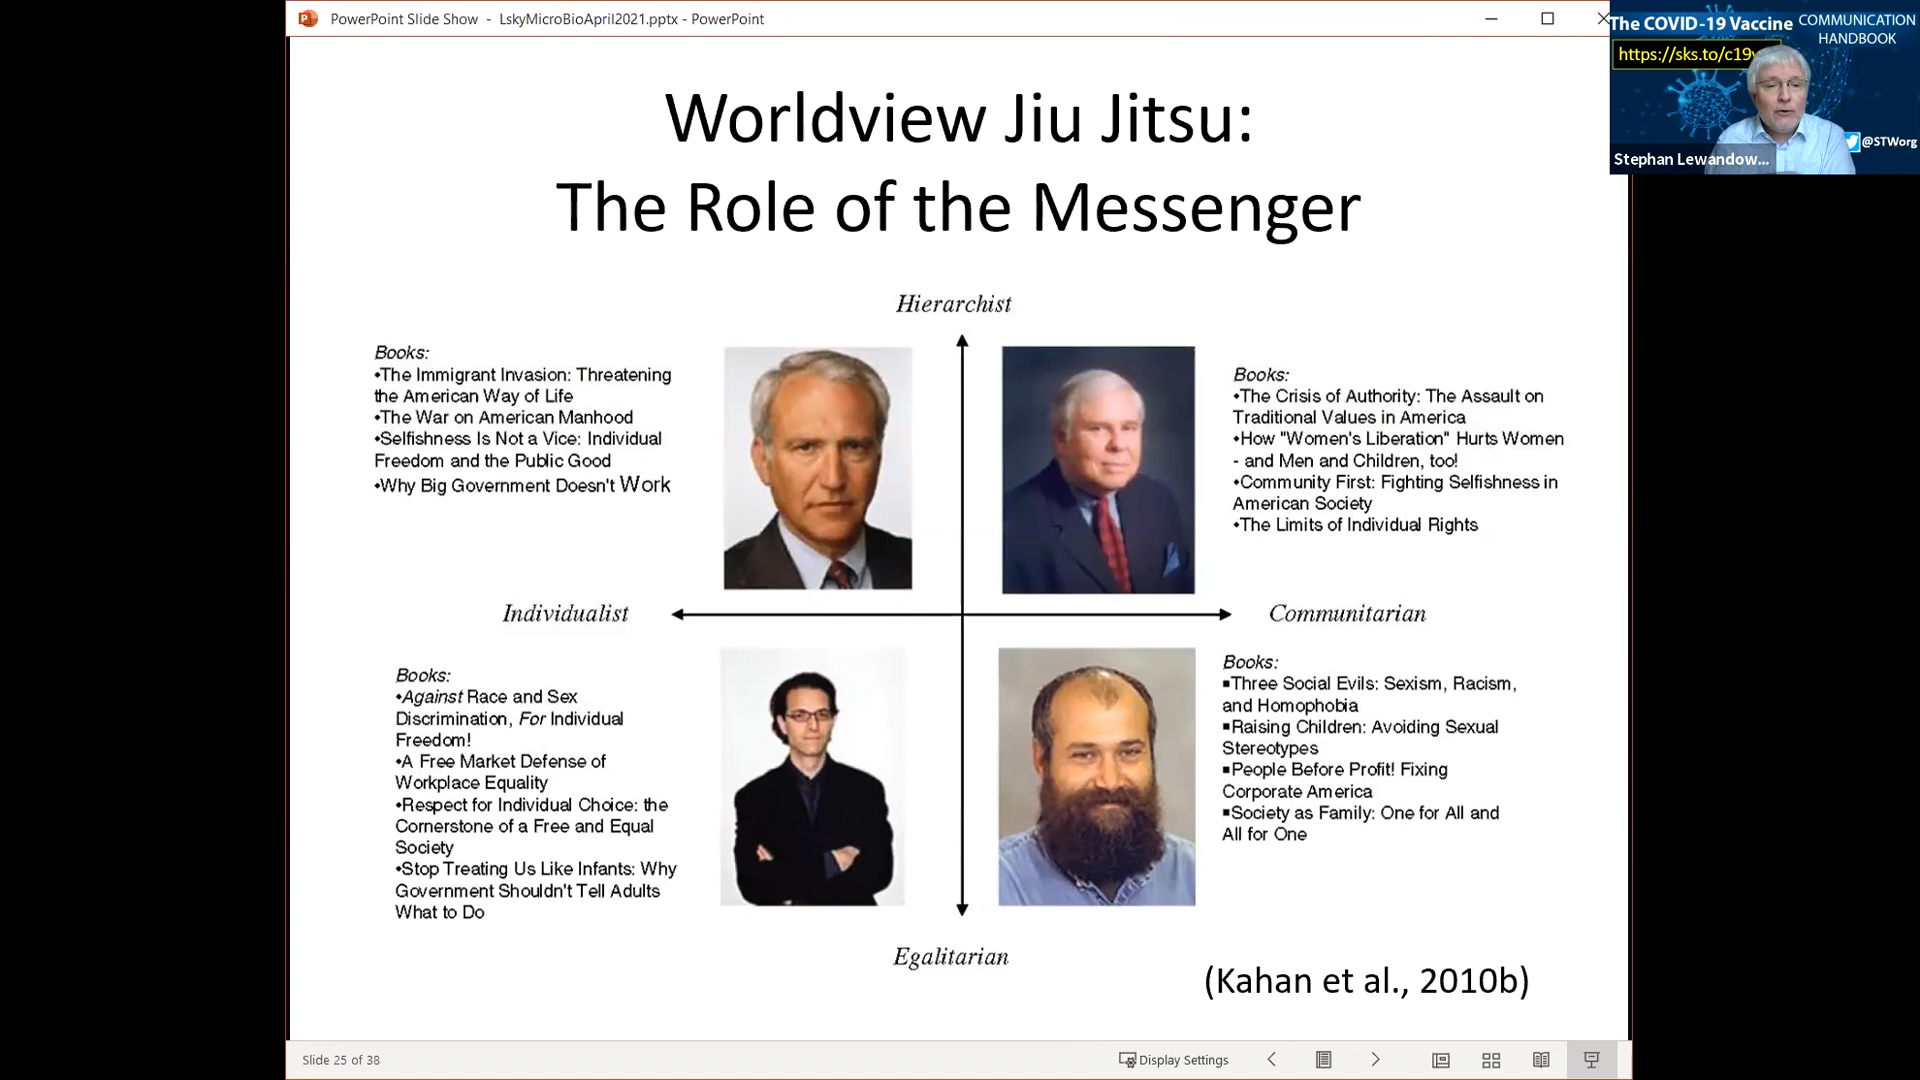 PowerPoint Slide Show - LskyMicroBioApril2021.pptx - PowerPoint
The COVID-19 Vaccine
COMMUNICATION
HANDBOOK
https://sks.to/c19
@STWorg
Stephan Lewandow...
Worldview Jiu Jitsu:
The Role of the Messenger
Hierarchist
Books:
•The Immigrant Invasion: Threatening
the American Way of Life
•The War on American Manhood
•Selfishness Is Not a Vice: Individual
Freedom and the Public Good
•Why Big Government Doesn't Work
Books:
•The Crisis of Authority: The Assault on
Traditional Values in America
•How "Women's Liberation" Hurts Women
- and Men and Children, too!
•Community First: Fighting Selfishness in
American Society
•The Limits of Individual Rights
Individualist
Communitarian
Books:
•Against Race and Sex
Discrimination, For Individual
Freedom!
•A Free Market Defense of
Workplace Equality
•Respect for Individual Choice: the
Cornerstone of a Free and Equal
Society
•Stop Treating Us Like Infants: Why
Government Shouldn't Tell Adults
What to Do
Books:
▪Three Social Evils: Sexism, Racism,
and Homophobia
▪Raising Children: Avoiding Sexual
Stereotypes
▪People Before Profit! Fixing
Corporate America
▪Society as Family: One for All and
All for One
Egalitarian
(Kahan et al., 2010b)
Slide 25 of 38
Display Settings